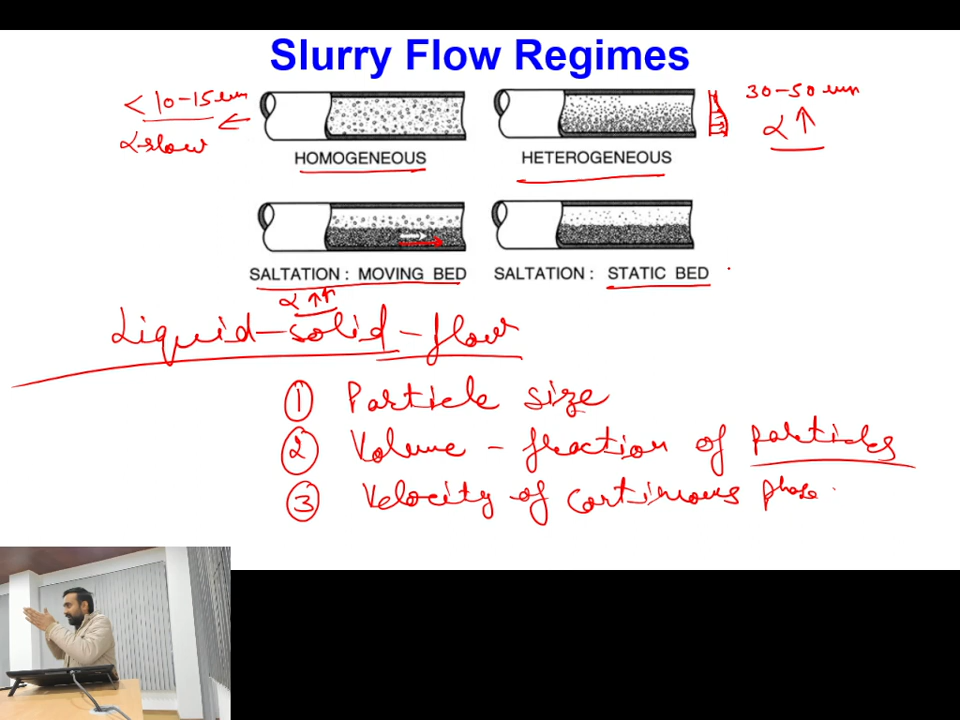 Slurry Flow Regimes
< 10-15 um
α-slow
30-50 um
α ↑
HOMOGENEOUS
HETEROGENEOUS
SALTATION : MOVING BED
SALTATION : STATIC BED
α ↑↑
Liquid-solid-flow
① Particle size
② Volume - fraction of particles
③ Velocity of continuous phase